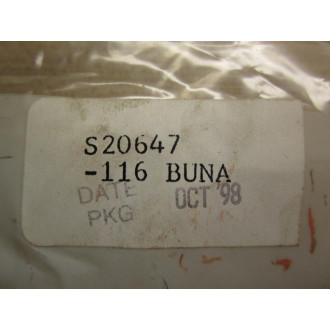 S20647
-116 BUNA
DATE OCT '98
PKG